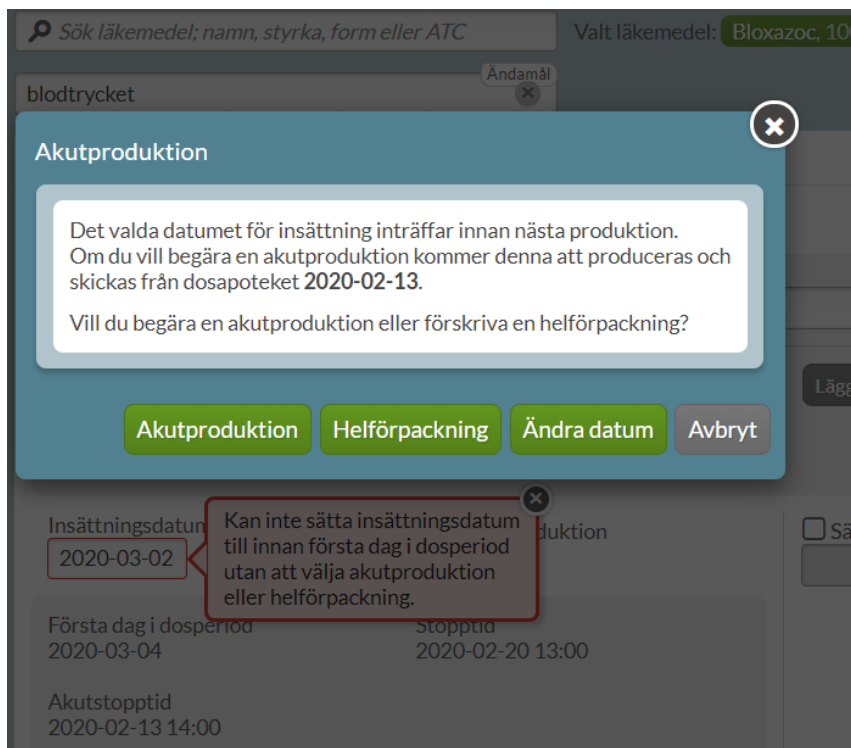 Sök läkemedel; namn, styrka, form eller ATC
Valt läkemedel: Bloxazoc, 10
Ändamål
blodtrycket
Akutproduktion
Det valda datumet för insättning inträffar innan nästa produktion.
Om du vill begära en akutproduktion kommer denna att produceras och
skickas från dosapoteket 2020-02-13.
Vill du begära en akutproduktion eller förskriva en helförpackning?
Lägg
Akutproduktion Helförpackning Ändra datum Avbryt
Insättningsdatum
2020-03-02
Kan inte sätta insättningsdatum
till innan första dag i dosperiod
utan att välja akutproduktion
eller helförpackning.
duktion
Sä
Första dag i dosperiod
2020-03-04
Stopptid
2020-02-20 13:00
Akutstopptid
2020-02-13 14:00